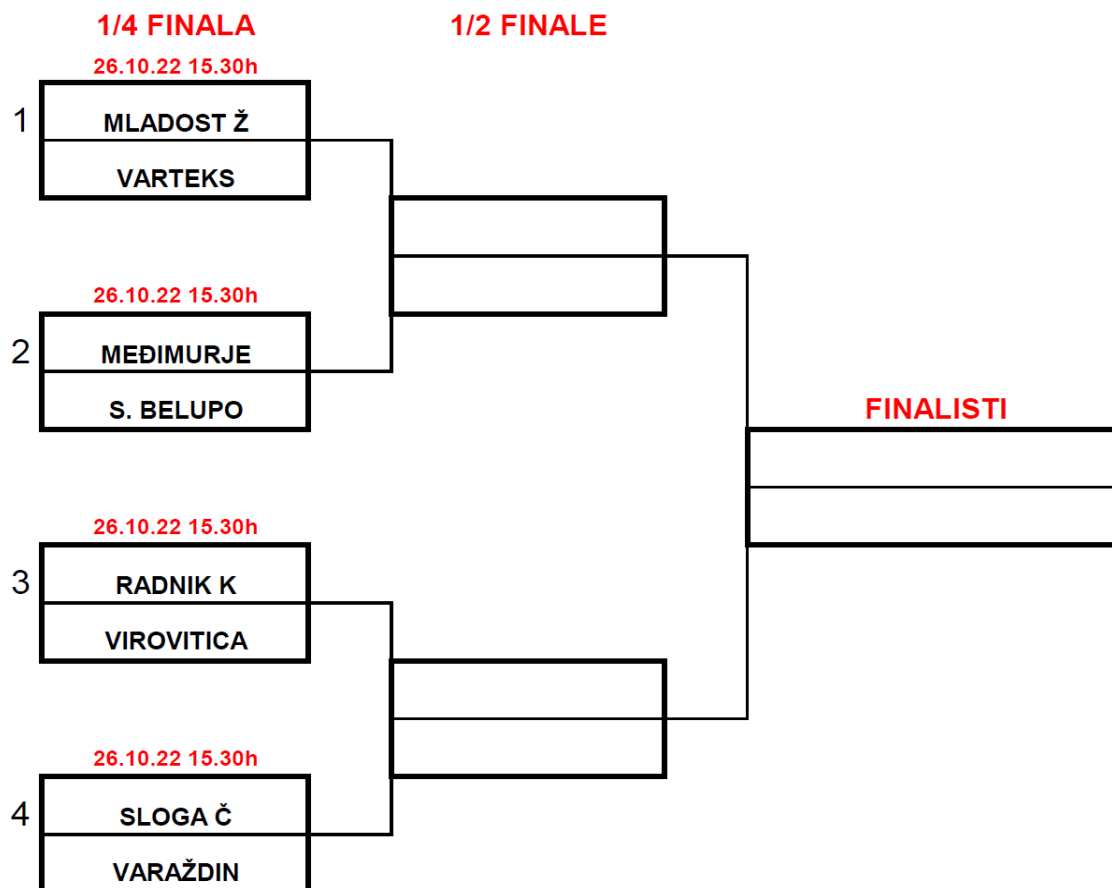 1/4 FINALA
1/2 FINALE
26.10.22 15.30h
1
MLADOST Ž
VARTEKS
26.10.22 15.30h
2
MEĐIMURJE
S. BELUPO
FINALISTI
26.10.22 15.30h
3
RADNIK K
VIROVITICA
26.10.22 15.30h
4
SLOGA Č
VARAŽDIN